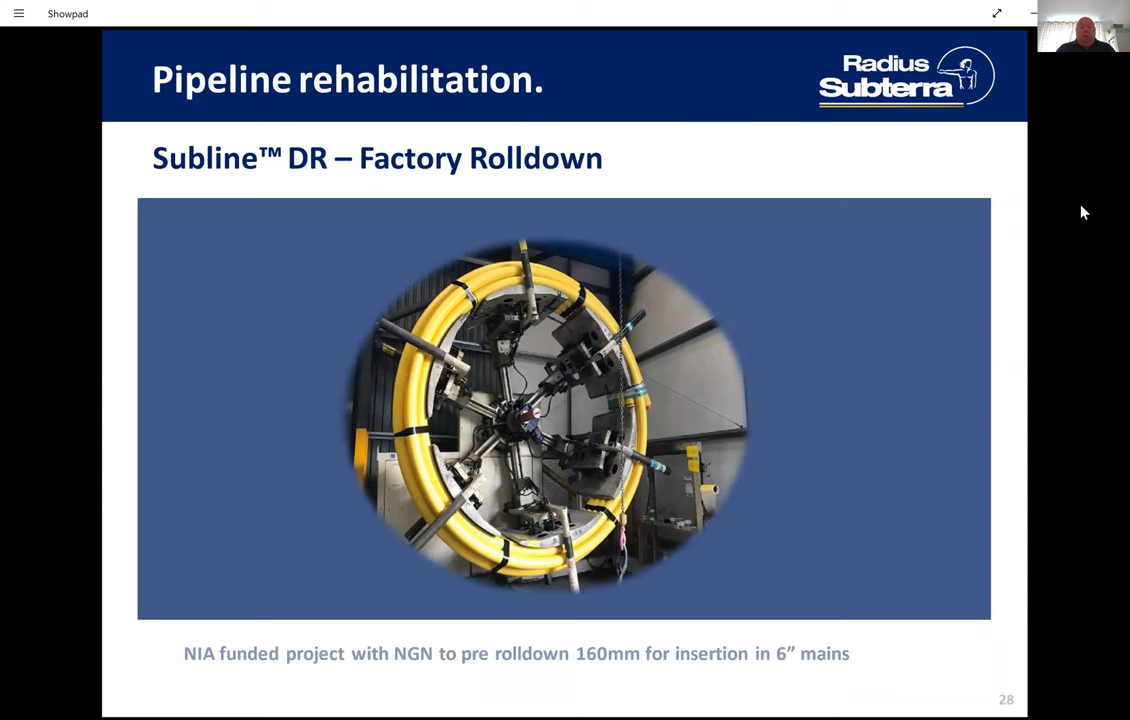 Showpad
Pipeline rehabilitation.
Radius
Subterra
Subline™ DR – Factory Rolldown
NIA funded project with NGN to pre rolldown 160mm for insertion in 6” mains
28